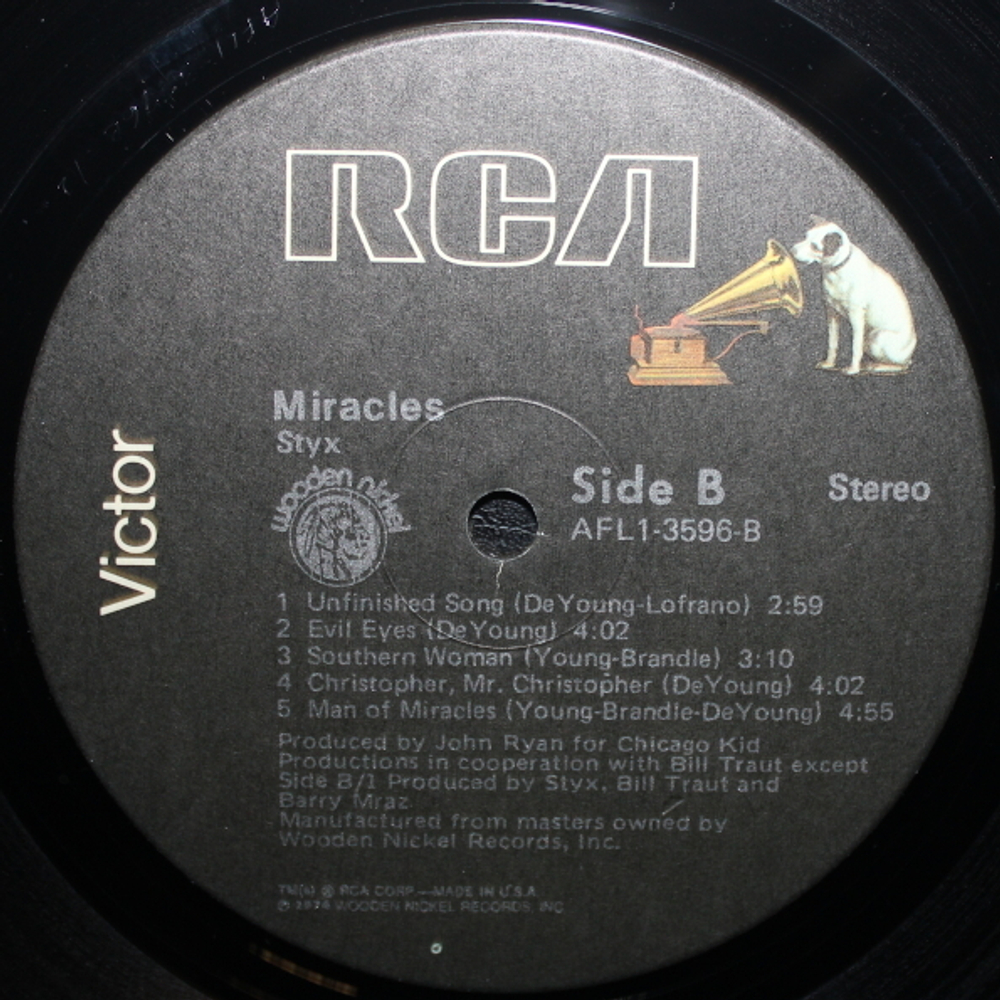 RCA
Victor
Miracles
Styx
wooden nickel
Side B
Stereo
AFL1-3596-B
1 Unfinished Song (DeYoung-Lofrano) 2:59
2 Evil Eyes (DeYoung) 4:02
3 Southern Woman (Young-Brandle) 3:10
4 Christopher, Mr. Christopher (DeYoung) 4:02
5 Man of Miracles (Young-Brandle-DeYoung) 4:55
Produced by John Ryan for Chicago Kid
Productions in cooperation with Bill Traut except
Side B/1 Produced by Styx, Bill Traut and
Barry Mraz
Manufactured from masters owned by
Wooden Nickel Records, Inc.
TM(s) ® RCA CORP.—MADE IN U.S.A.
WOODEN NICKEL RECORDS, INC.